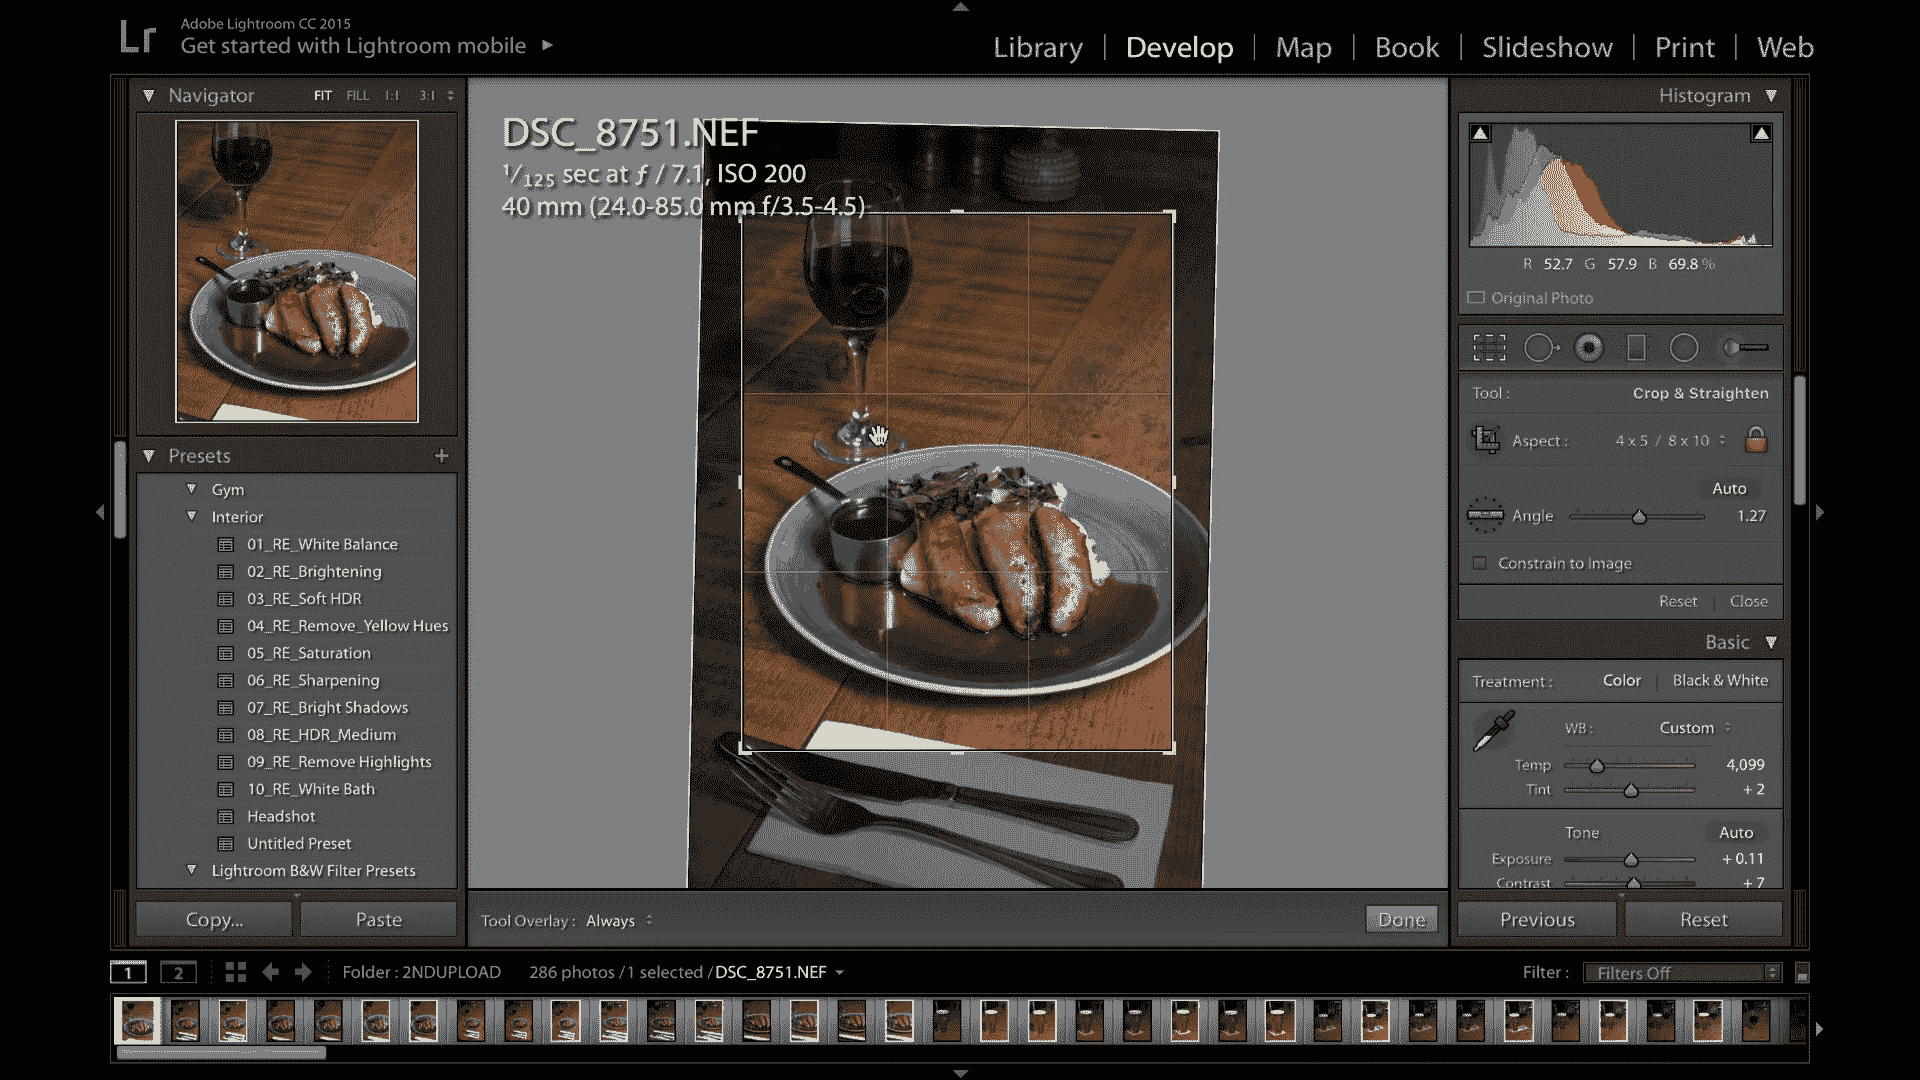 Lr
Adobe Lightroom CC 2015
Get started with Lightroom mobile
Library | Develop | Map | Book | Slideshow | Print | Web
Navigator FIT FILL 1:1 3:1
Presets +
Gym
Interior
01_RE_White Balance
02_RE_Brightening
03_RE_Soft HDR
04_RE_Remove_Yellow Hues
05_RE_Saturation
06_RE_Sharpening
07_RE_Bright Shadows
08_RE_HDR_Medium
09_RE_Remove Highlights
10_RE_White Bath
Headshot
Untitled Preset
Lightroom B&W Filter Presets
Copy... Paste
DSC_8751.NEF
1/125 sec at ƒ / 7.1, ISO 200
40 mm (24.0-85.0 mm f/3.5-4.5)
Tool Overlay : Always Done
Histogram
R 52.7 G 57.9 B 69.8 %
Original Photo
Tool : Crop & Straighten
Aspect : 4 x 5 / 8 x 10
Auto
Angle 1.27
Constrain to Image
Reset | Close
Basic
Treatment : Color | Black & White
WB : Custom
Temp 4,099
Tint + 2
Tone Auto
Exposure + 0.11
Contrast + 7
Previous Reset
1 2 Folder : 2NDUPLOAD 286 photos / 1 selected / DSC_8751.NEF Filter : Filters Off